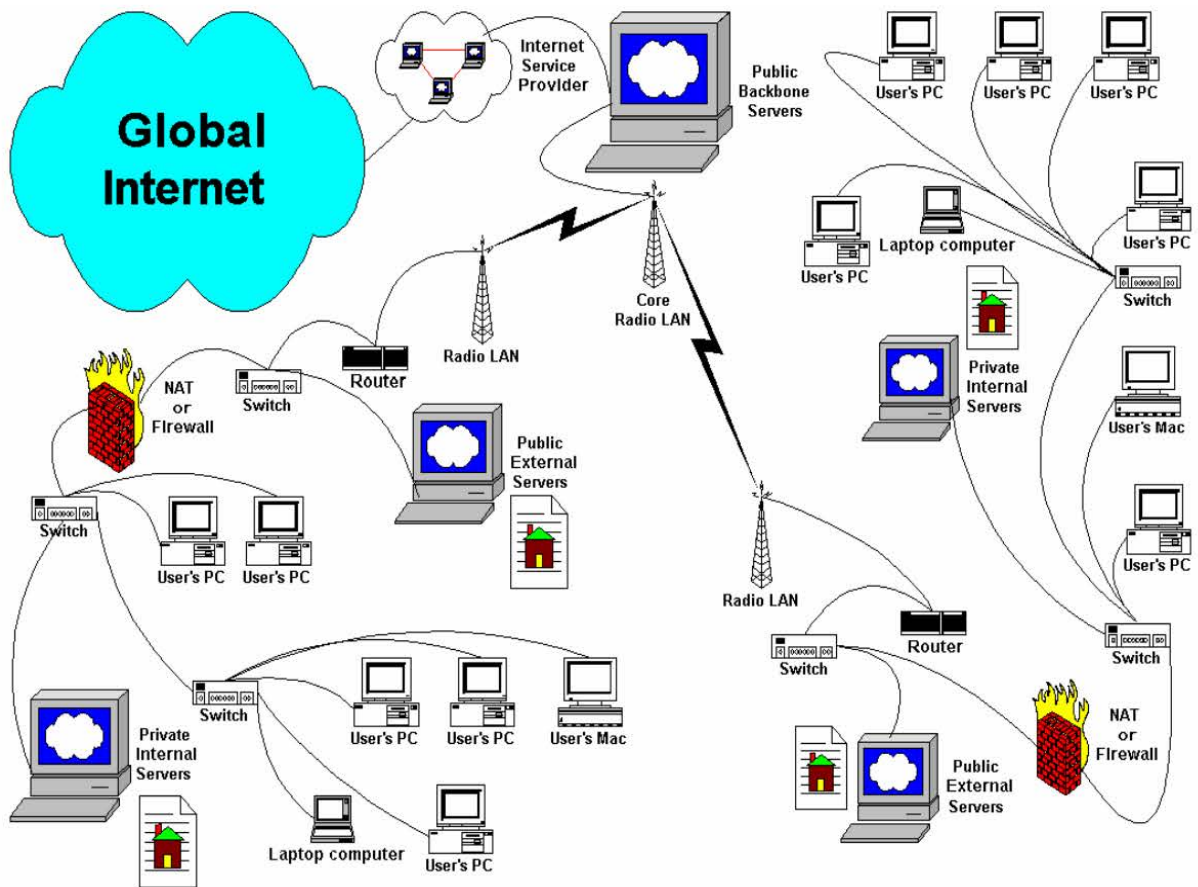 Global
Internet
Internet
Service
Provider
Public
Backbone
Servers
User's PC
User's PC
User's PC
User's PC
Laptop computer
User's PC
Switch
Core
Radio LAN
Radio LAN
Router
Switch
NAT
or
FIrewall
Public
External
Servers
Private
Internal
Servers
User's Mac
User's PC
Switch
User's PC
User's PC
Radio LAN
Router
Switch
Switch
Switch
User's PC
User's PC
User's Mac
Private
Internal
Servers
Laptop computer
User's PC
Public
External
Servers
NAT
or
FIrewall